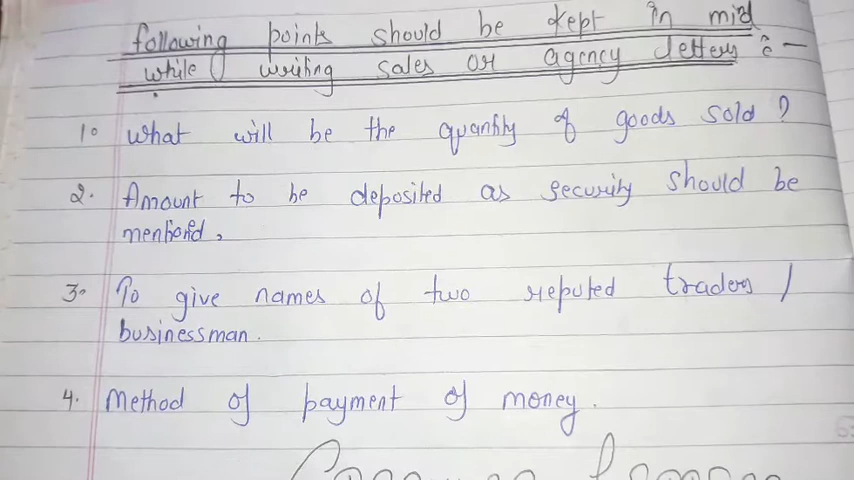 following points should be kept in mid
while writing sales or agency letters :-
1. What will be the quantity of goods sold ?
2. Amount to be deposited as security should be
mentioned.
3. To give names of two reputed traders /
businessman.
4. Method of payment of money.